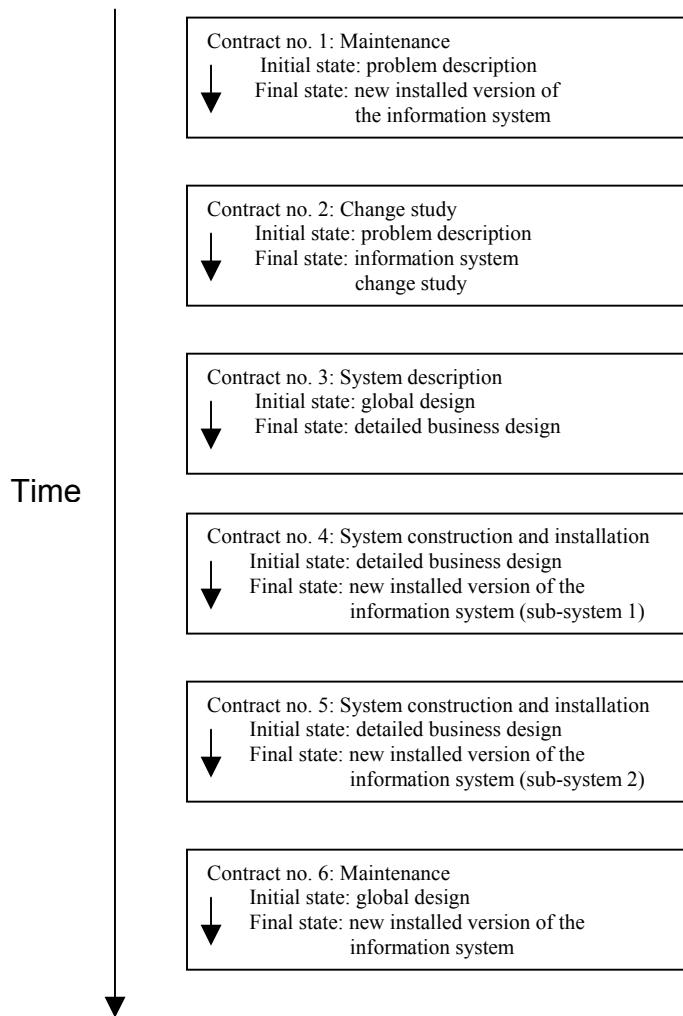 Contract no. 1: Maintenance
Initial state: problem description
Final state: new installed version of
the information system
Contract no. 2: Change study
Initial state: problem description
Final state: information system
change study
Contract no. 3: System description
Initial state: global design
Final state: detailed business design
Time
Contract no. 4: System construction and installation
Initial state: detailed business design
Final state: new installed version of the
information system (sub-system 1)
Contract no. 5: System construction and installation
Initial state: detailed business design
Final state: new installed version of the
information system (sub-system 2)
Contract no. 6: Maintenance
Initial state: global design
Final state: new installed version of the
information system